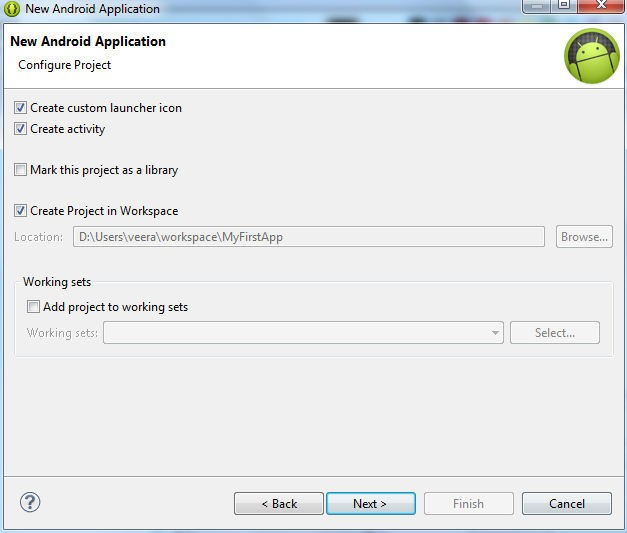 New Android Application
New Android Application
Configure Project
Create custom launcher icon
Create activity
Mark this project as a library
Create Project in Workspace
Location: D:\Users\veera\workspace\MyFirstApp Browse...
Working sets
Add project to working sets
Working sets: Select...
? < Back Next > Finish Cancel